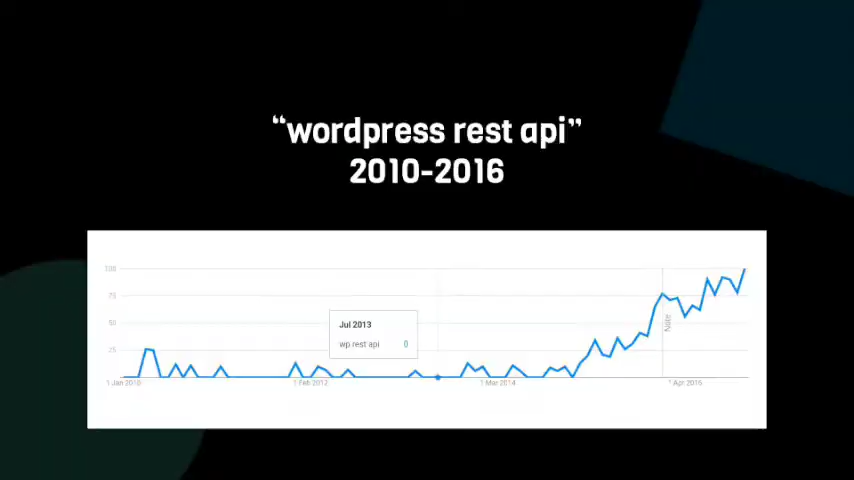 “wordpress rest api”
2010-2016
100
75
50
25
Jul 2013
wp rest api 0
Note
1 Jan 2010 1 Feb 2012 1 Mar 2014 1 Apr 2016